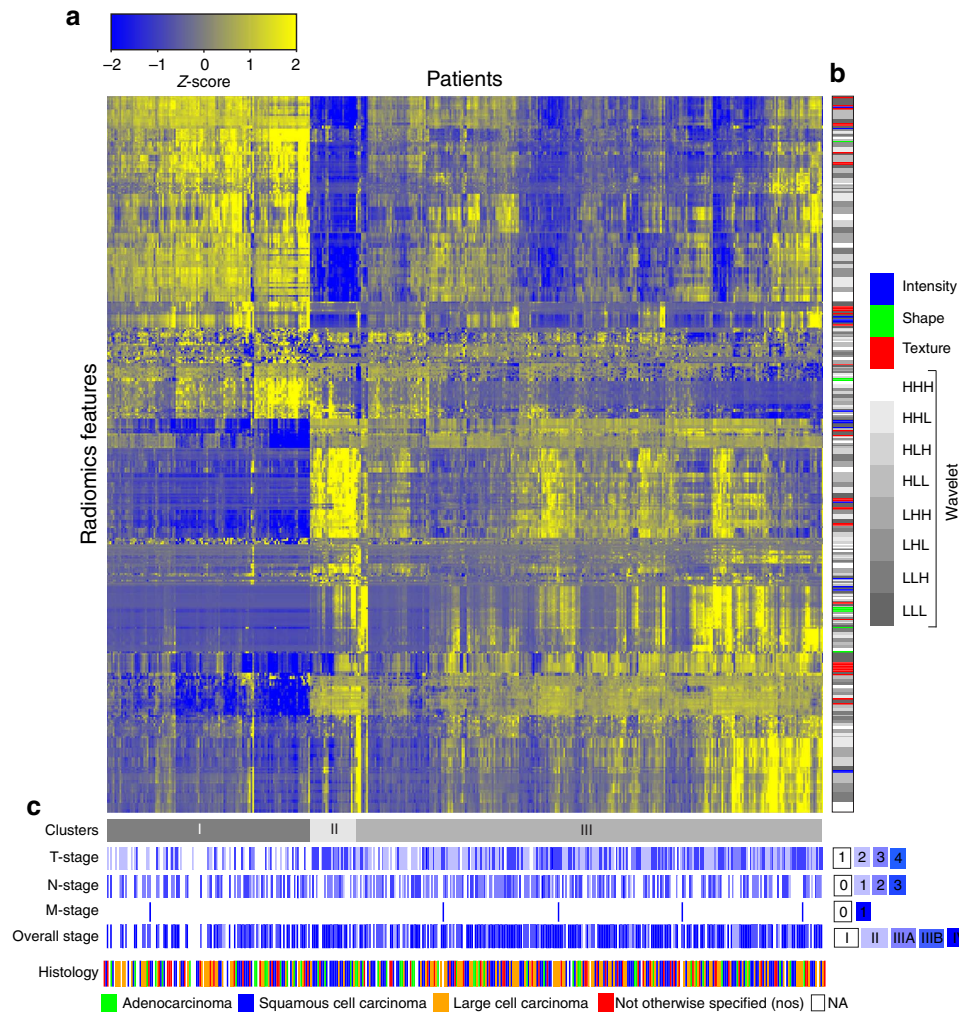 a
−2 −1 0 1 2
Z-score
Patients
b
Radiomics features
Intensity
Shape
Texture
HHH
HHL
HLH
HLL
LHH
LHL
LLH
LLL
Wavelet
c
Clusters I II III
T-stage 1 2 3 4
N-stage 0 1 2 3
M-stage 0 1
Overall stage I II IIIA IIIB I
Histology
Adenocarcinoma Squamous cell carcinoma Large cell carcinoma Not otherwise specified (nos) NA